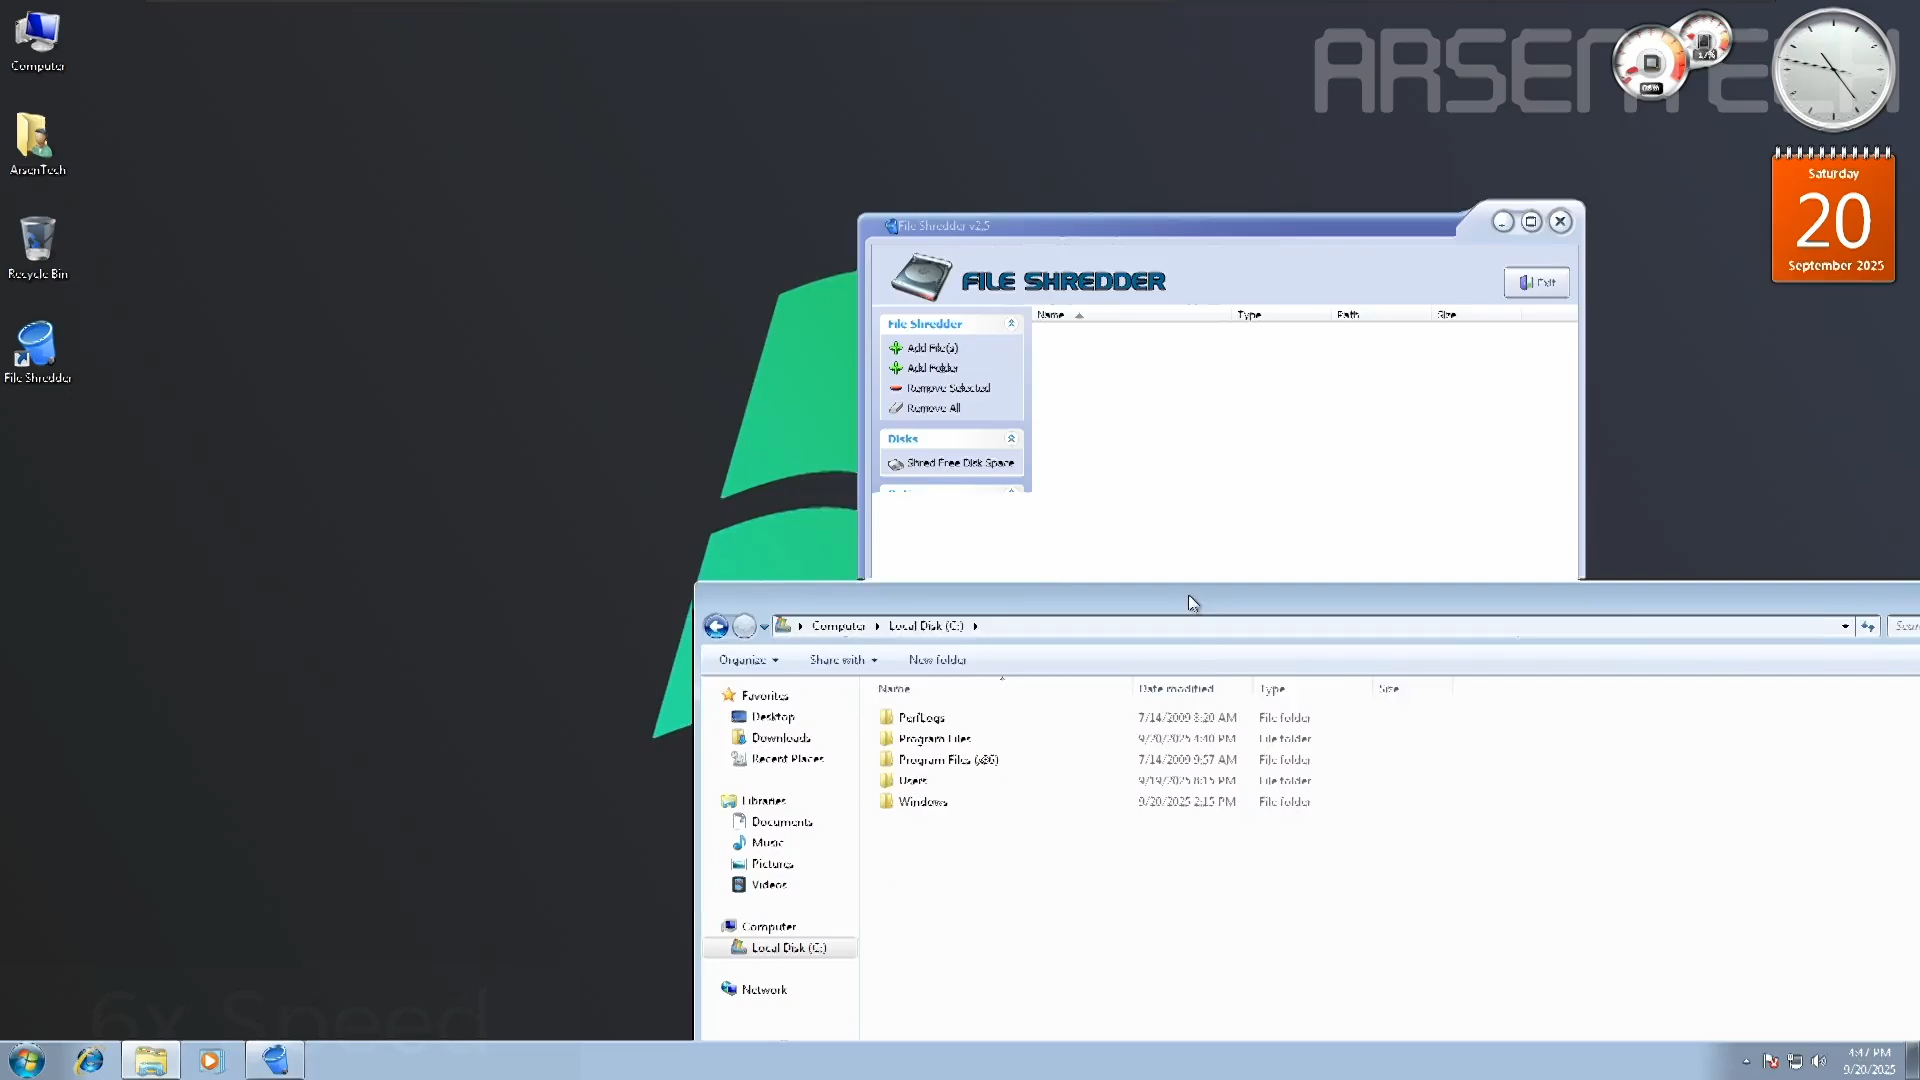 Computer
ArsenTech
Recycle Bin
File Shredder
ARSENTECH
06%
17%
Saturday
20
September 2025
File Shredder v2.5
FILE SHREDDER
Exit
Name
Type
Path
Size
File Shredder
Add File(s)
Add Folder
Remove Selected
Remove All
Disks
Shred Free Disk Space
Computer
Local Disk (C:)
Organize
Share with
New folder
Name
Date modified
Type
Size
Favorites
Desktop
Downloads
Recent Places
Libraries
Documents
Music
Pictures
Videos
Computer
Local Disk (C:)
Network
PerfLogs 7/14/2009 8:20 AM File folder
Program Files 9/20/2025 4:40 PM File folder
Program Files (x86) 7/14/2009 9:57 AM File folder
Users 9/19/2025 8:15 PM File folder
Windows 9/20/2025 2:15 PM File folder
6x Speed
4:47 PM
9/20/2025